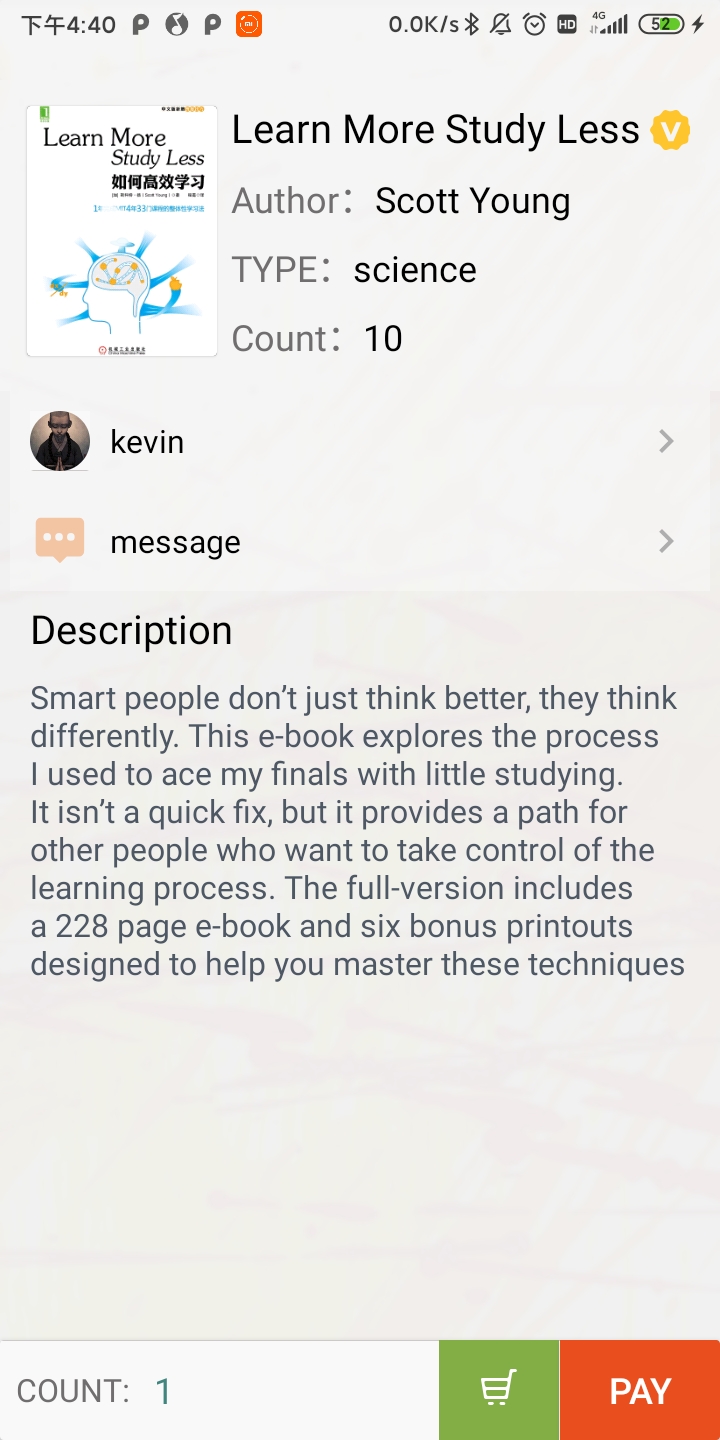 下午4:40
0.0K/s
HD
4G
52
Learn More
Study Less
如何高效学习
Learn More Study Less
V
Author： Scott Young
TYPE： science
Count： 10
kevin
message
Description
Smart people don’t just think better, they think
differently. This e-book explores the process
I used to ace my finals with little studying.
It isn’t a quick fix, but it provides a path for
other people who want to take control of the
learning process. The full-version includes
a 228 page e-book and six bonus printouts
designed to help you master these techniques
COUNT: 1
PAY